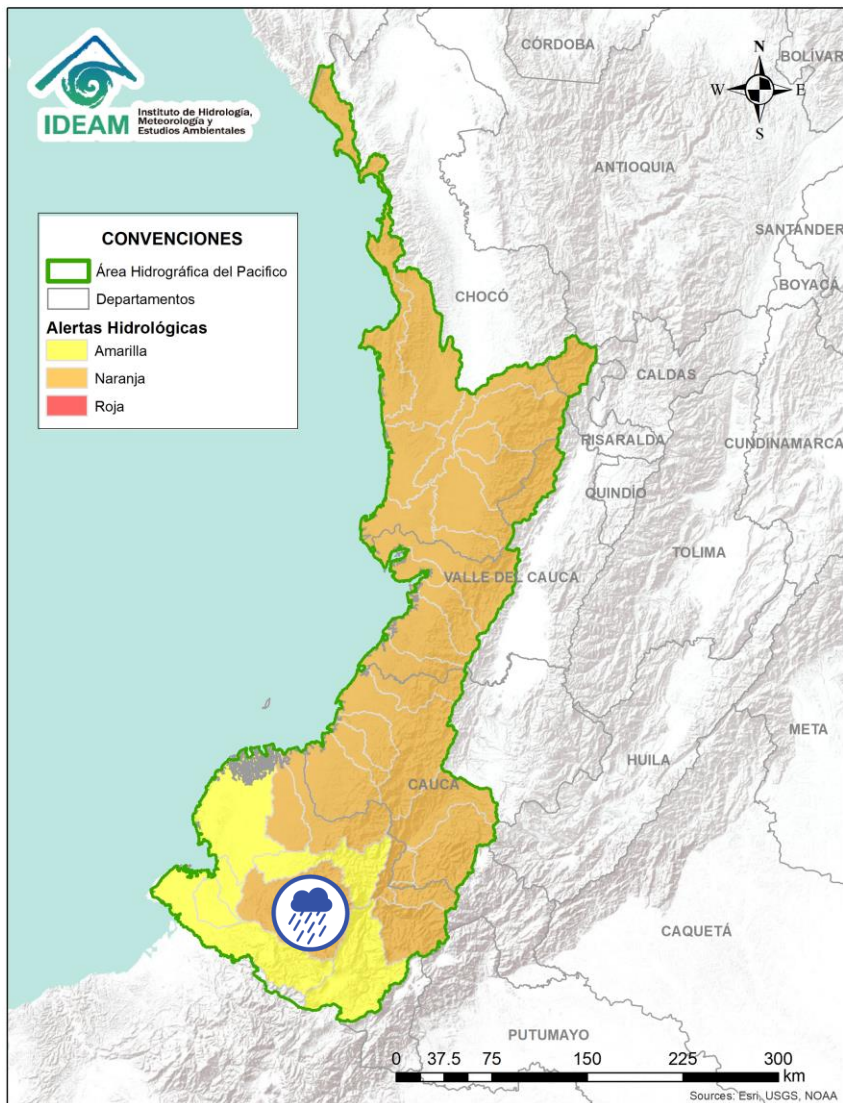 IDEAM
Instituto de Hidrología,
Meteorología y
Estudios Ambientales
CÓRDOBA
BOLÍVAR
N
W
E
S
ANTIOQUIA
SANTANDER
BOYACÁ
CONVENCIONES
Área Hidrográfica del Pacifico
Departamentos
Alertas Hidrológicas
Amarilla
Naranja
Roja
CHOCÓ
CALDAS
RISARALDA
CUNDINAMARCA
QUINDÍO
TOLIMA
VALLE DEL CAUCA
META
HUILA
CAUCA
CAQUETÁ
PUTUMAYO
0 37.5 75 150 225 300
km
Sources: Esri, USGS, NOAA